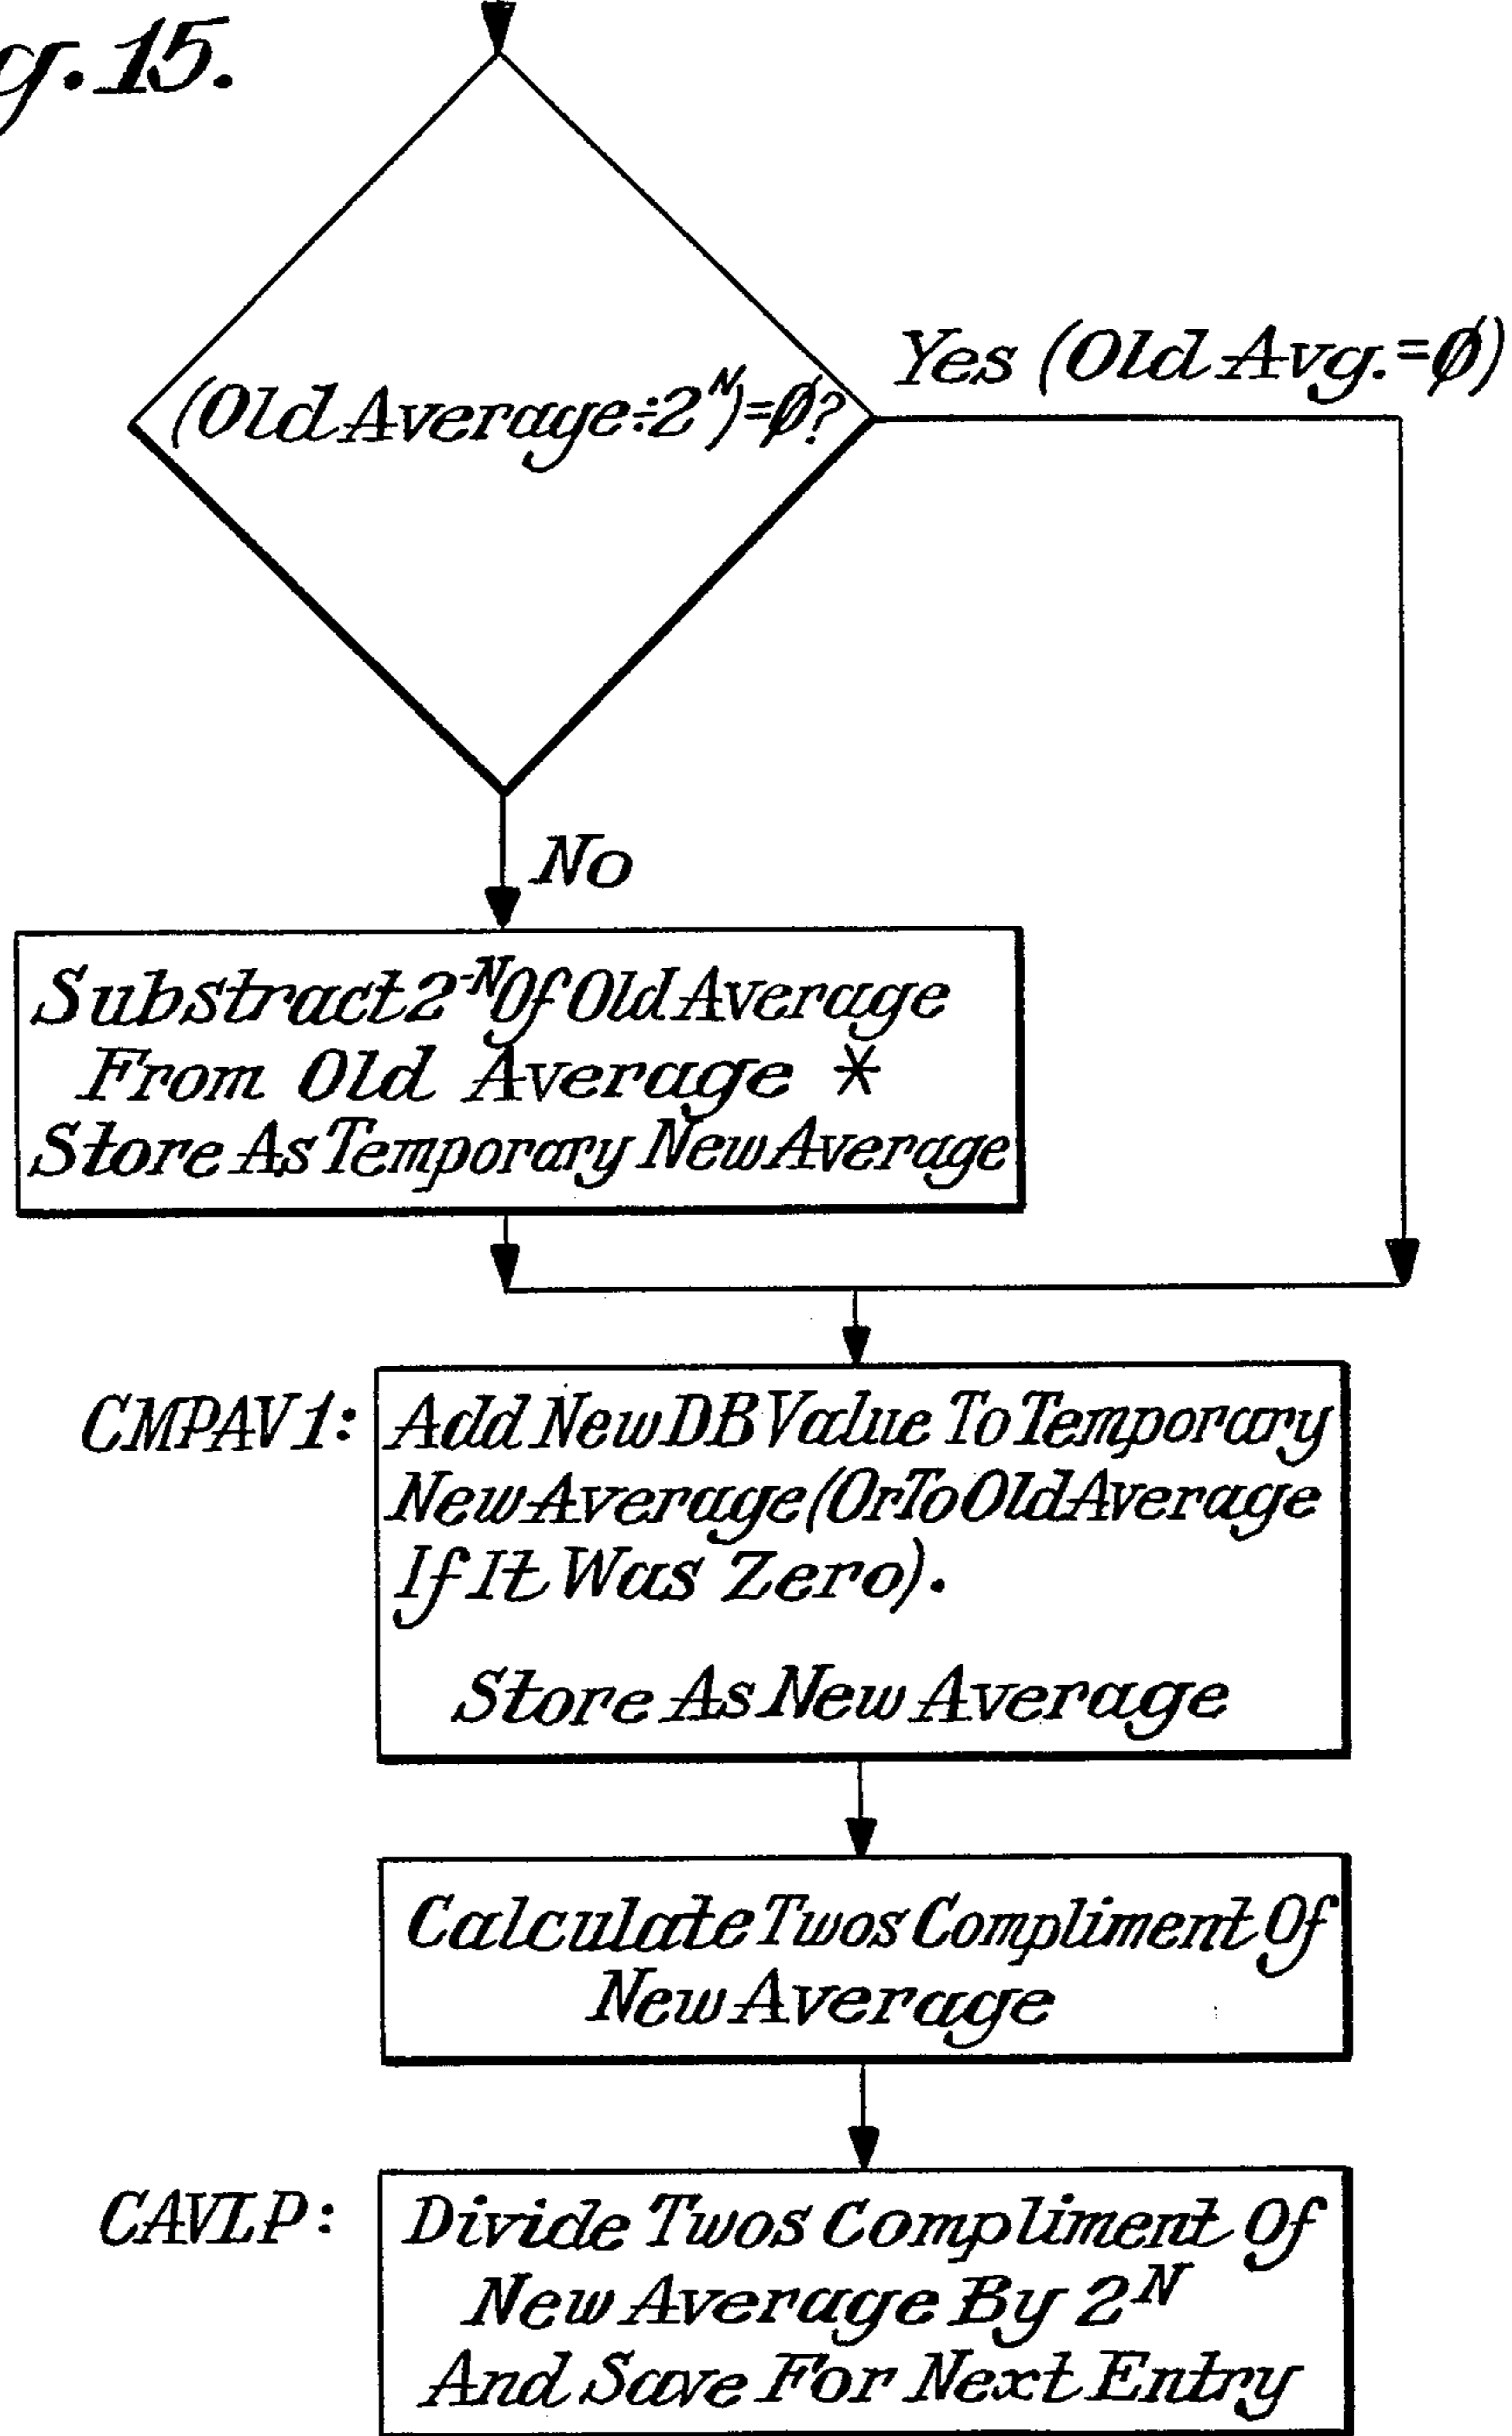 g. 15.
(Old Average÷2^N)=Ø?
Yes (Old Avg.=Ø)
No
Substract 2^-N Of Old Average
From Old Average *
Store As Temporary New Average
CMPAV1:
Add New DB Value To Temporary
New Average (Or To Old Average
If It Was Zero).
Store As New Average
Calculate Twos Compliment Of
New Average
CAVLP:
Divide Twos Compliment Of
New Average By 2^N
And Save For Next Entry